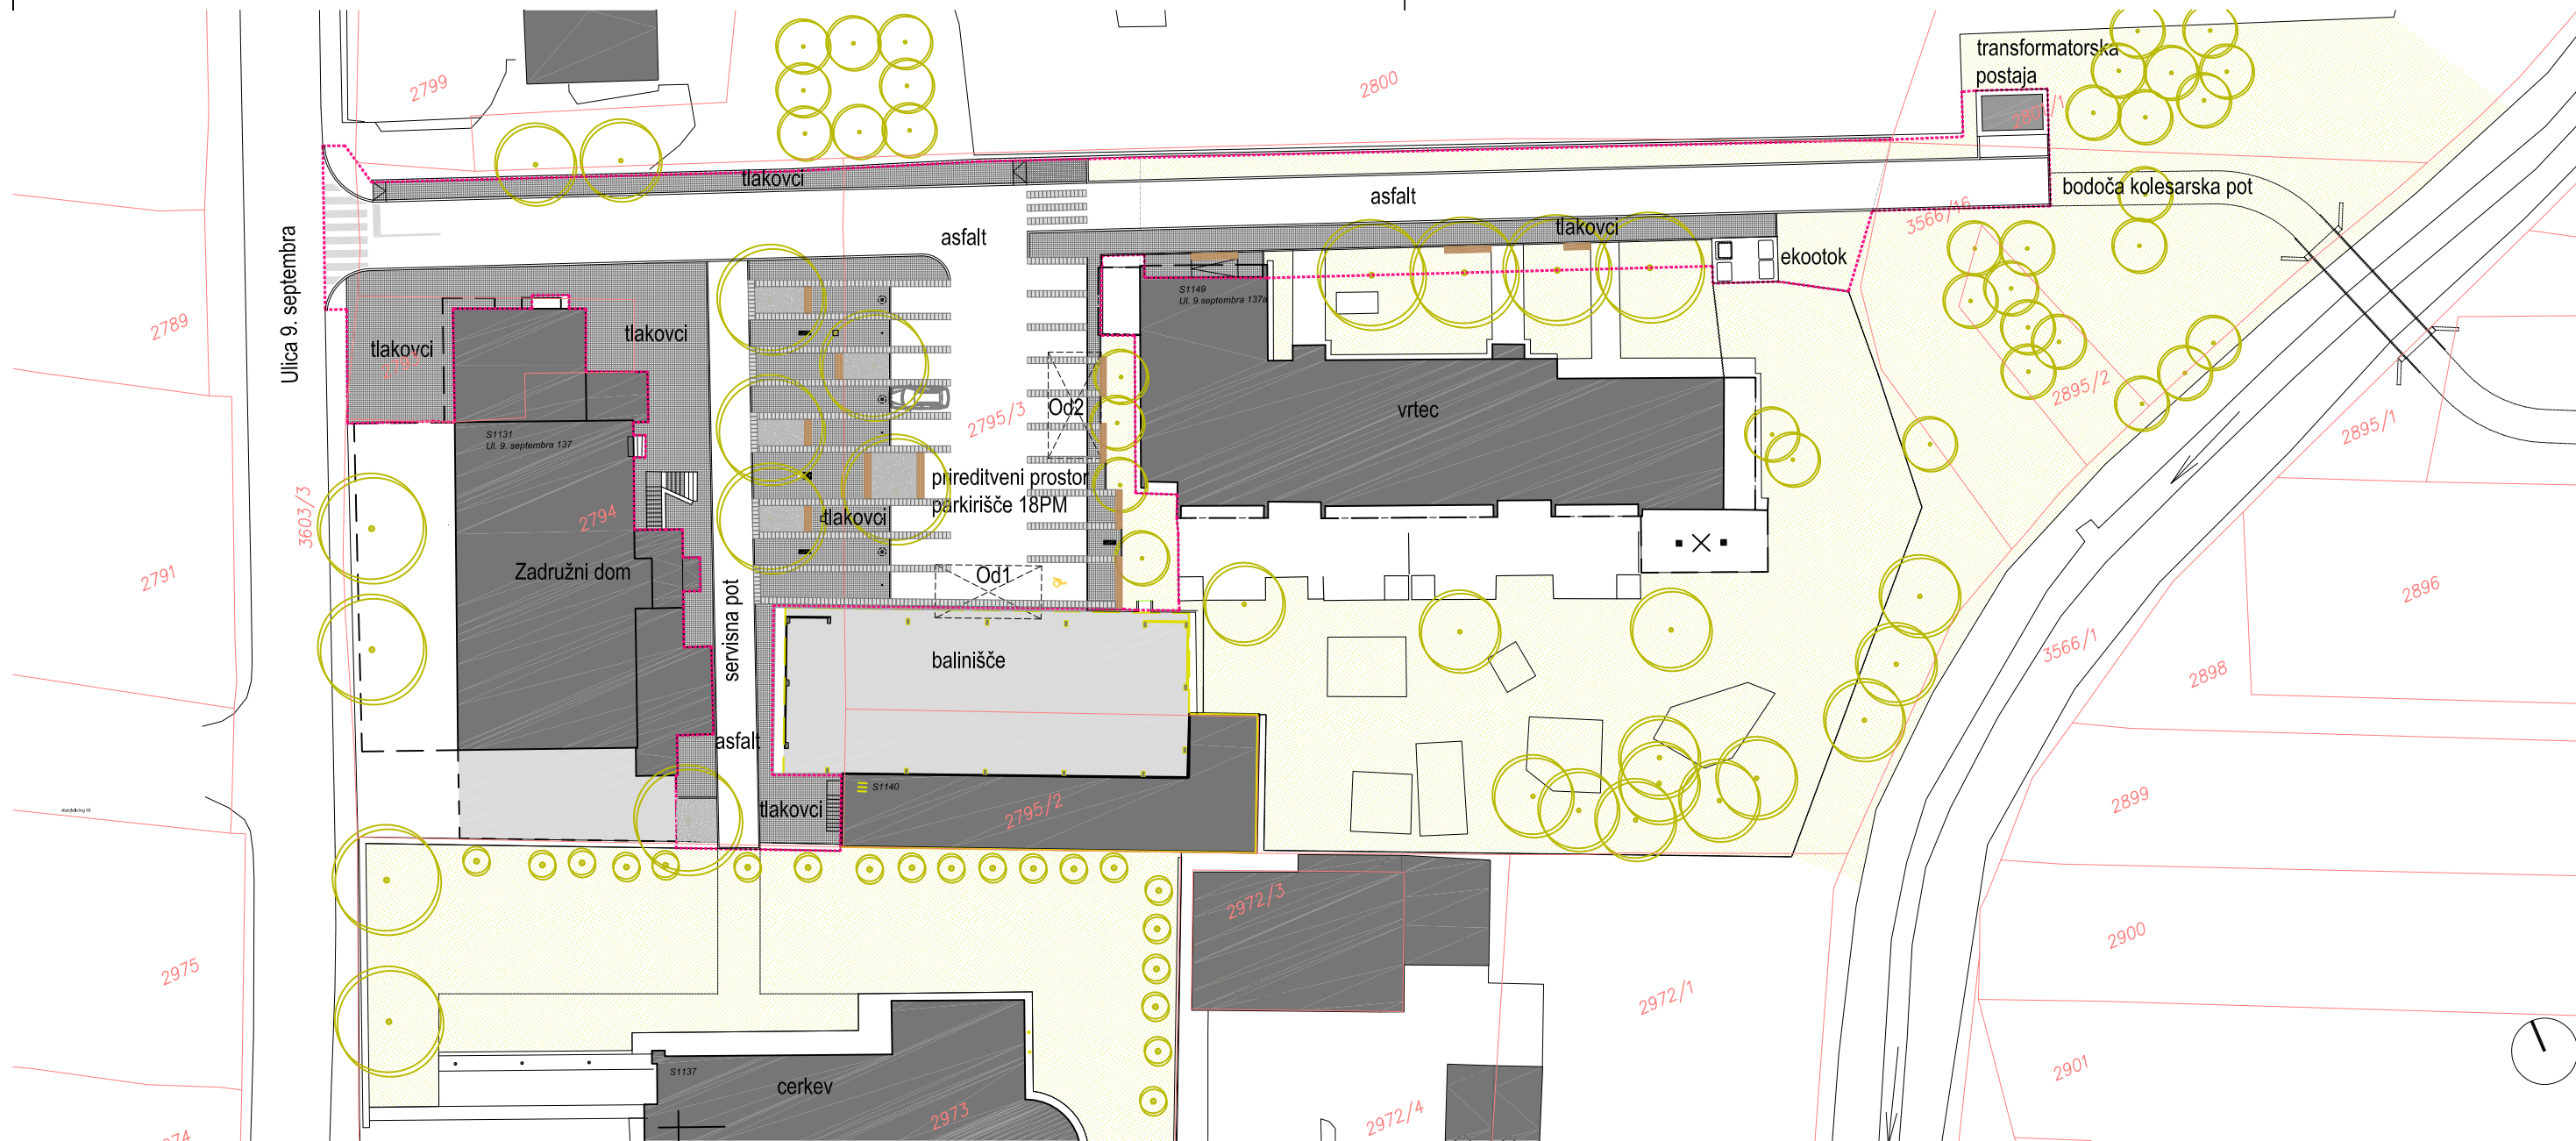 transformatorska
postaja
2799
2800
2801/1
tlakovci
asfalt
bodoča kolesarska pot
3566/16
tlakovci
asfalt
ekootok
Ulica 9. septembra
S1149
Ul. 9.septembra 137a
2789
tlakovci
tlakovci
2793
2895/2
2895/1
Od2
2795/3
vrtec
S1131
Ul. 9. septembra 137
prireditveni prostor
parkirišče 18PM
tlakovci
3603/3
2794
Zadružni dom
Od1
2791
2896
servisna pot
balinišče
3566/1
2898
asfalt
S1140
tlakovci
2795/2
2899
2972/3
2900
2975
2972/1
S1137
cerkev
2901
2973
2972/4